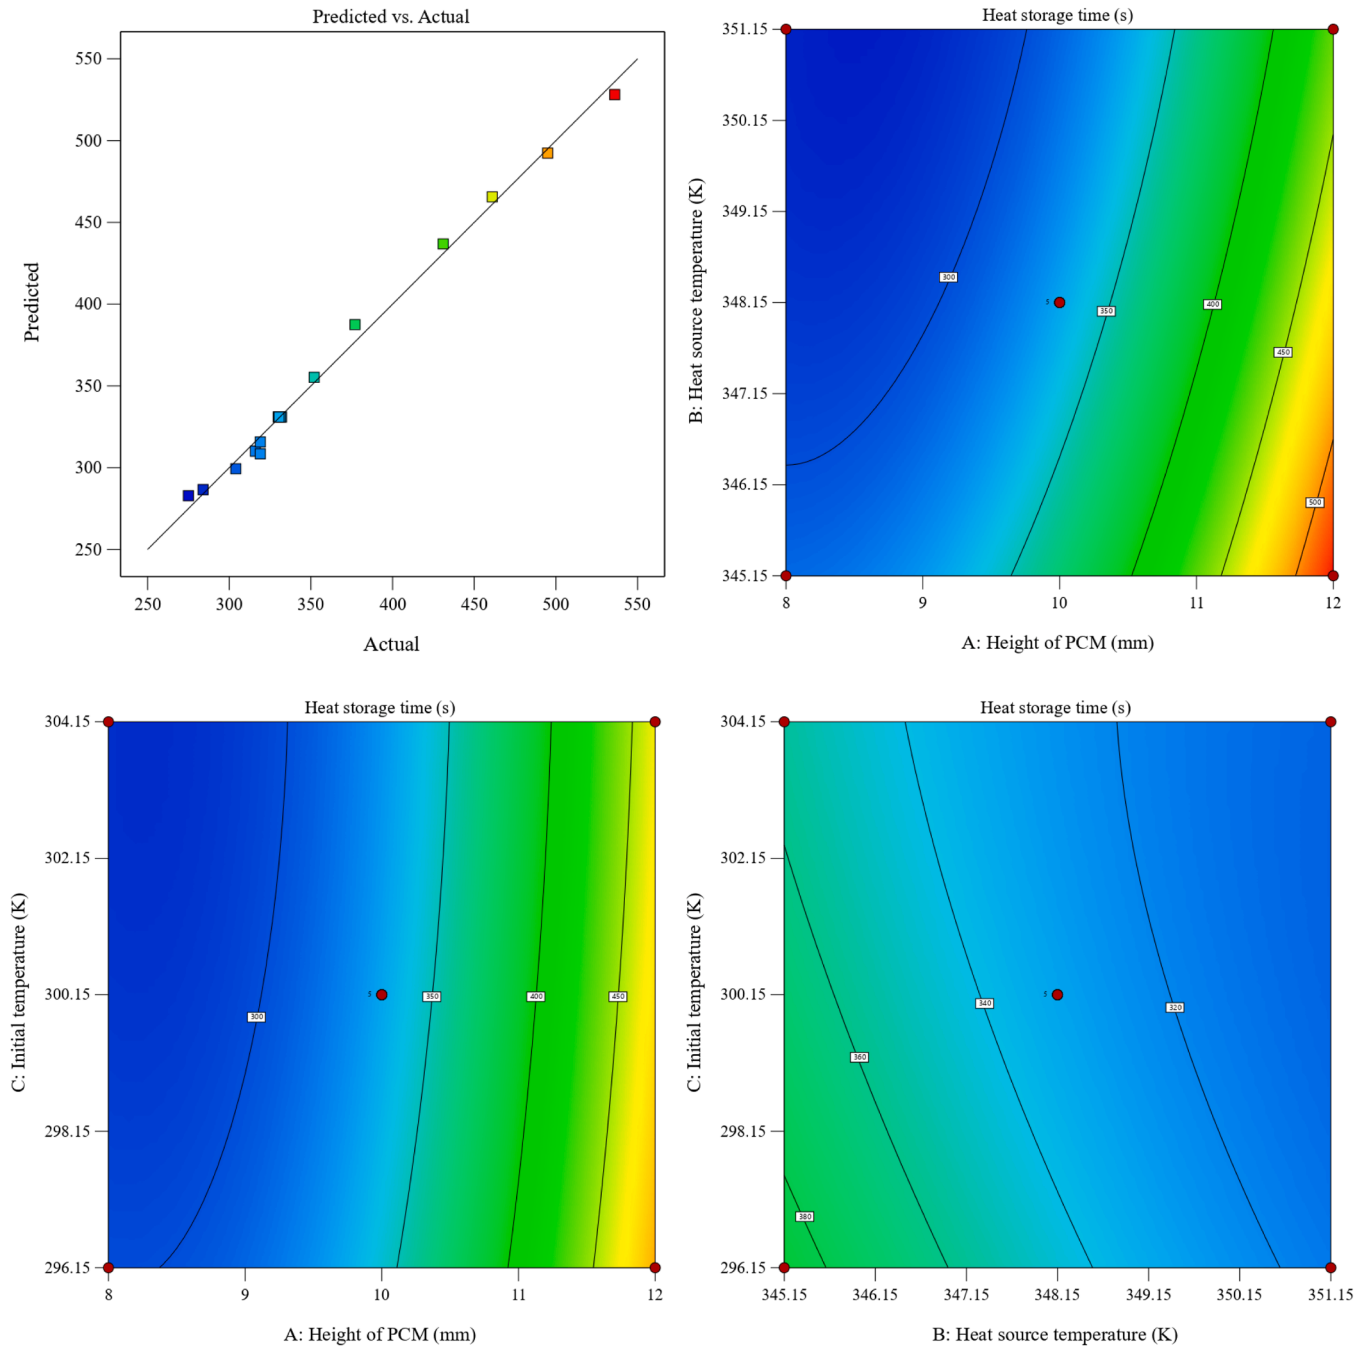 Predicted vs. Actual
550
500
450
400
350
300
250
Predicted
250 300 350 400 450 500 550
Actual
Heat storage time (s)
351.15
350.15
349.15
348.15
347.15
346.15
345.15
B: Heat source temperature (K)
300
5
350
400
450
500
8 9 10 11 12
A: Height of PCM (mm)
Heat storage time (s)
304.15
302.15
300.15
298.15
296.15
C: Initial temperature (K)
300
5
350
400
450
8 9 10 11 12
A: Height of PCM (mm)
Heat storage time (s)
304.15
302.15
300.15
298.15
296.15
C: Initial temperature (K)
5
340
320
360
380
345.15 346.15 347.15 348.15 349.15 350.15 351.15
B: Heat source temperature (K)